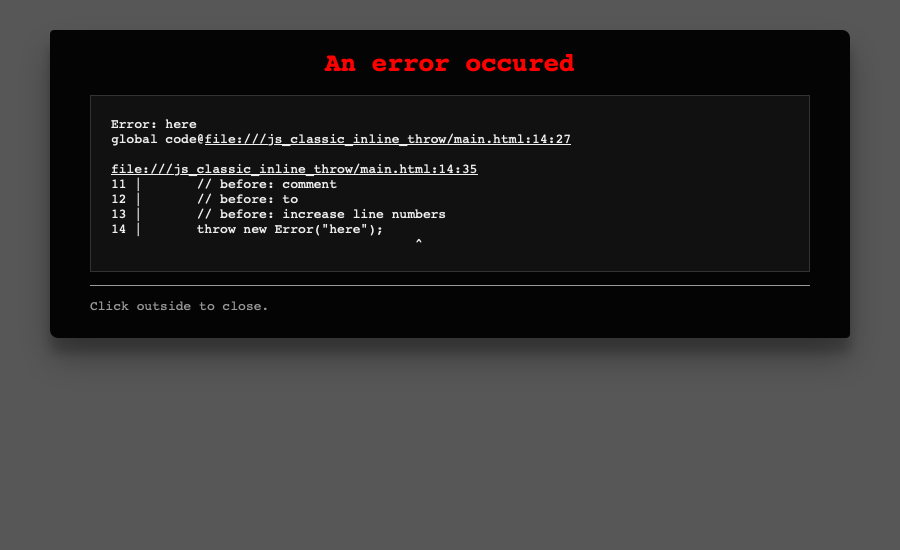 An error occured
Error: here
global code@file:///js_classic_inline_throw/main.html:14:27
file:///js_classic_inline_throw/main.html:14:35
11 |       // before: comment
12 |       // before: to
13 |       // before: increase line numbers
14 |       throw new Error("here");
^
Click outside to close.